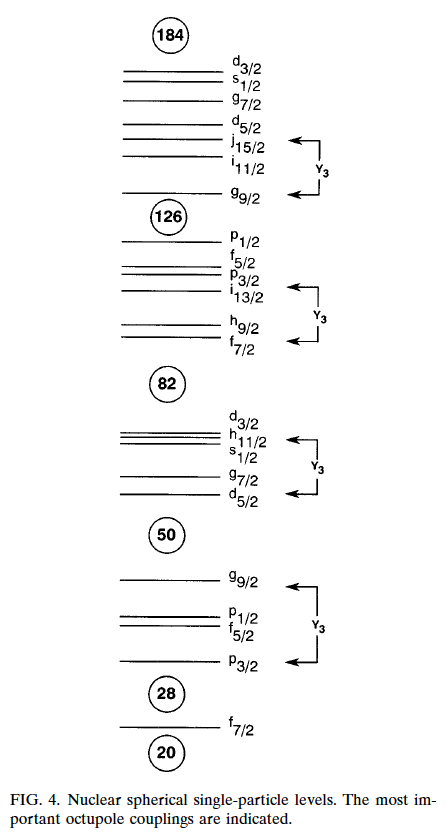 184
d3/2
s1/2
g7/2
d5/2
j15/2
i11/2
Y3
g9/2
126
p1/2
f5/2
p3/2
i13/2
Y3
h9/2
f7/2
82
d3/2
h11/2
s1/2
Y3
g7/2
d5/2
50
g9/2
p1/2
Y3
f5/2
p3/2
28
f7/2
20
FIG. 4. Nuclear spherical single-particle levels. The most im-
portant octupole couplings are indicated.